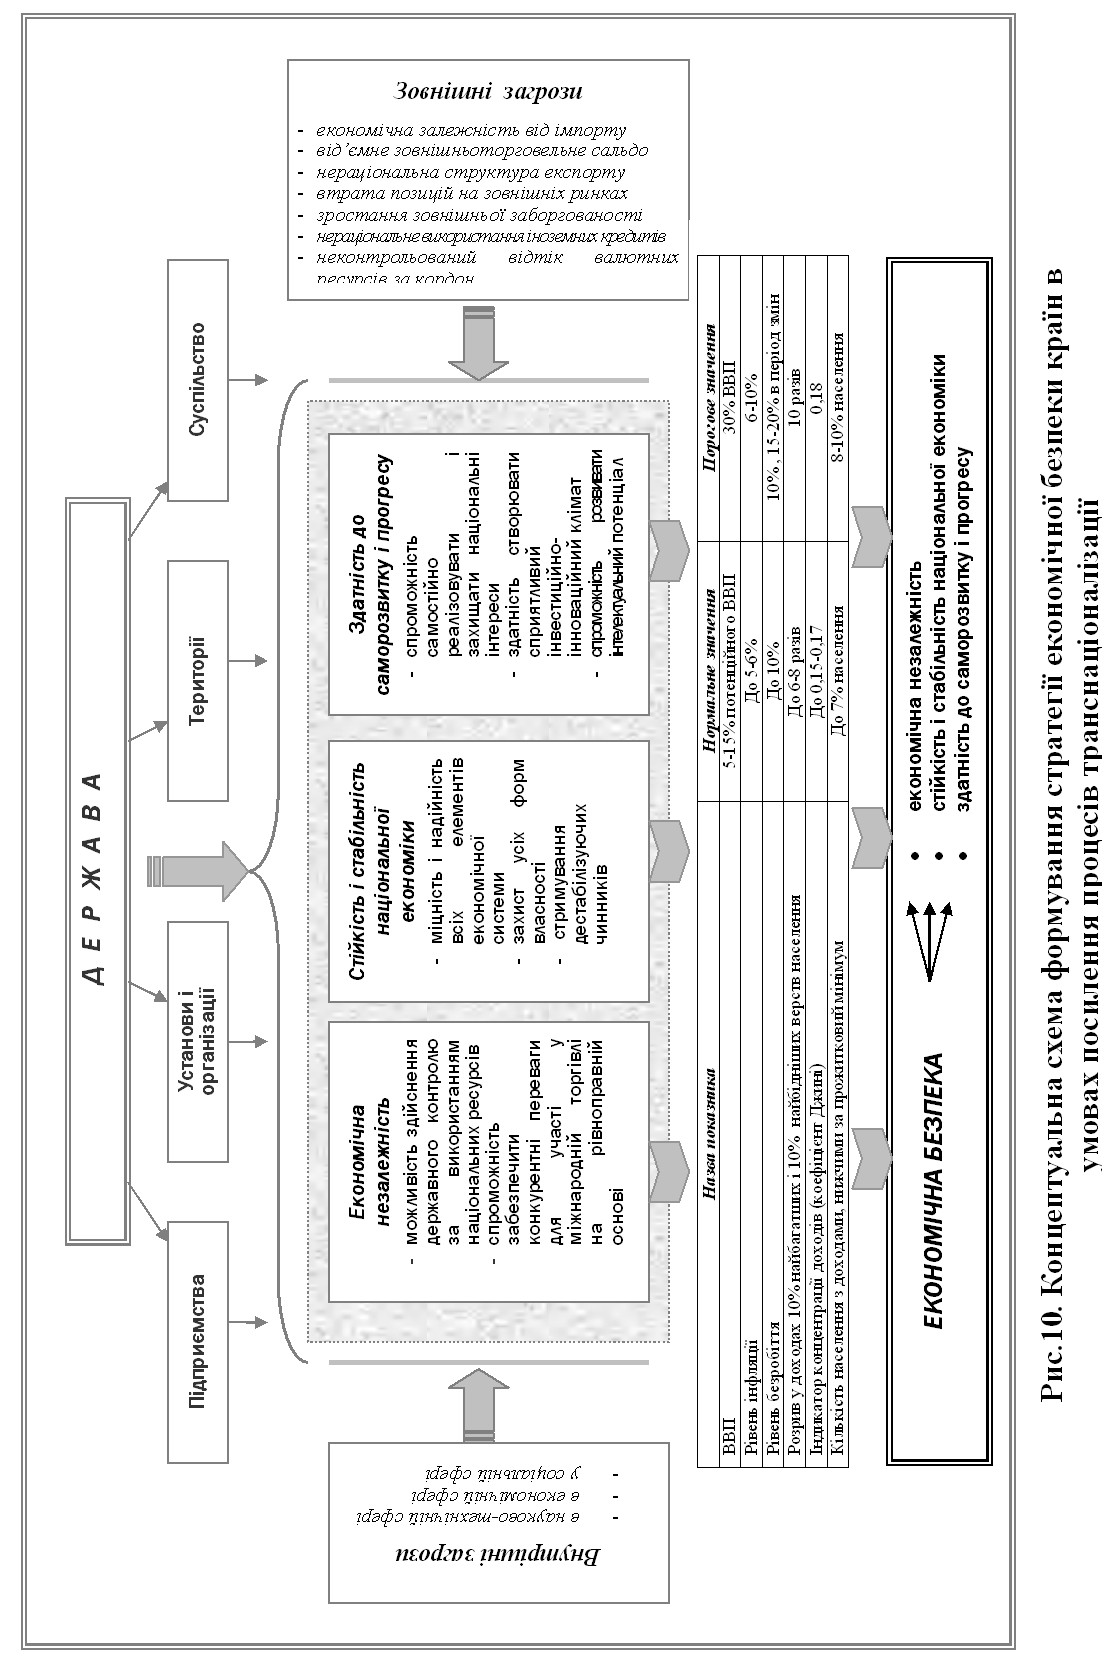 Д Е Р Ж А В А
Підприємства
Установи і
організації
Території
Суспільство
Внутрішні загрози
- в науково-технічній сфері
- в економічній сфері
- у соціальній сфері
Економічна
незалежність
- можливість здійснення
державного контролю
за використанням
національних ресурсів
- спроможність
забезпечити
конкурентні переваги
для участі у
міжнародній торгівлі
на рівноправній
основі
Стійкість і стабільність
національної
економіки
- міцність і надійність
всіх елементів
економічної
системи
- захист усіх форм
власності
- стримування
дестабілізуючих
чинників
Здатність до
саморозвитку і прогресу
- спроможність
самостійно
реалізовувати і
захищати національні
інтереси
- здатність створювати
сприятливий
інвестиційно-
інноваційний клімат
- спроможність розвивати
інтелектуальний потенціал
Зовнішні загрози
- економічна залежність від імпорту
- від’ємне зовнішньоторговельне сальдо
- нераціональна структура експорту
- втрата позицій на зовнішніх ринках
- зростання зовнішньої заборгованості
- нераціональне використання іноземних кредитів
- неконтрольований відтік валютних
ресурсів за кордон
Назва показника Нормальне значення Порогове значення
ВВП 5-15% потенційного ВВП 30% ВВП
Рівень інфляції До 5-6% 6-10%
Рівень безробіття До 10% 10%, 15-20% в період змін
Розрив у доходах 10% найбагатших і 10% найбідніших верств населення До 6-8 разів 10 разів
Індикатор концентрації доходів (коефіцієнт Джині) До 0,15-0,17 0,18
Кількість населення з доходами, нижчими за прожитковий мінімум До 7% населення 8-10% населення
ЕКОНОМІЧНА БЕЗПЕКА
• економічна незалежність
• стійкість і стабільність національної економіки
• здатність до саморозвитку і прогресу
Рис.10. Концептуальна схема формування стратегії економічної безпеки країн в
умовах посилення процесів транснаціоналізації